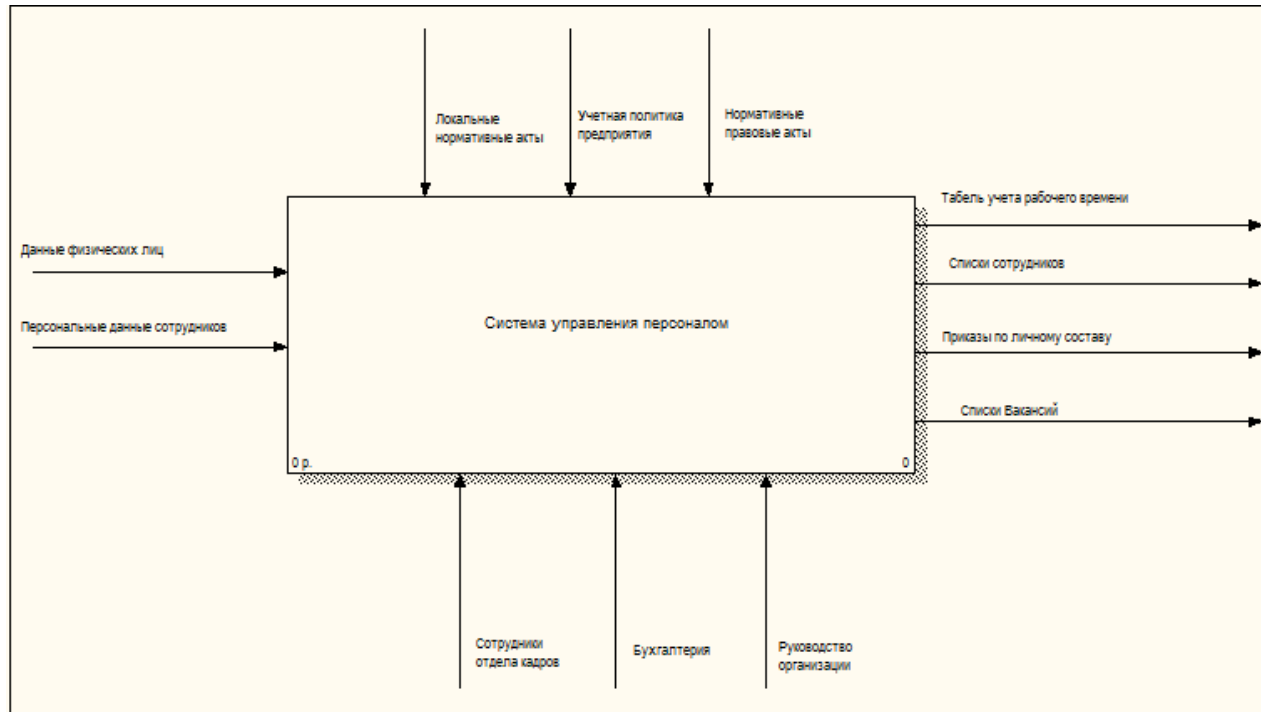 Локальные
нормативные акты
Учетная политика
предприятия
Нормативные
правовые акты
Данные физических лиц
Персональные данные сотрудников
Система управления персоналом
0 р.
0
Табель учета рабочего времени
Списки сотрудников
Приказы по личному составу
Списки Вакансий
Сотрудники
отдела кадров
Бухгалтерия
Руководство
организации